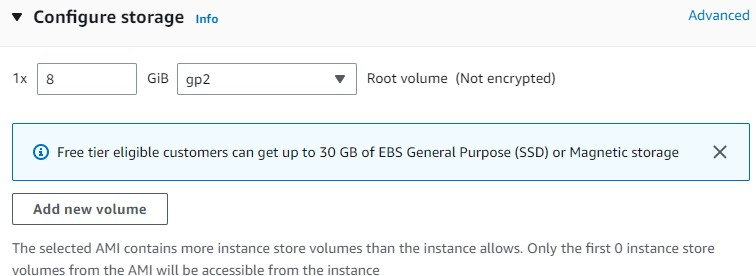 Configure storage Info Advanced
1x 8 GiB gp2 Root volume (Not encrypted)
Free tier eligible customers can get up to 30 GB of EBS General Purpose (SSD) or Magnetic storage
Add new volume
The selected AMI contains more instance store volumes than the instance allows. Only the first 0 instance store
volumes from the AMI will be accessible from the instance